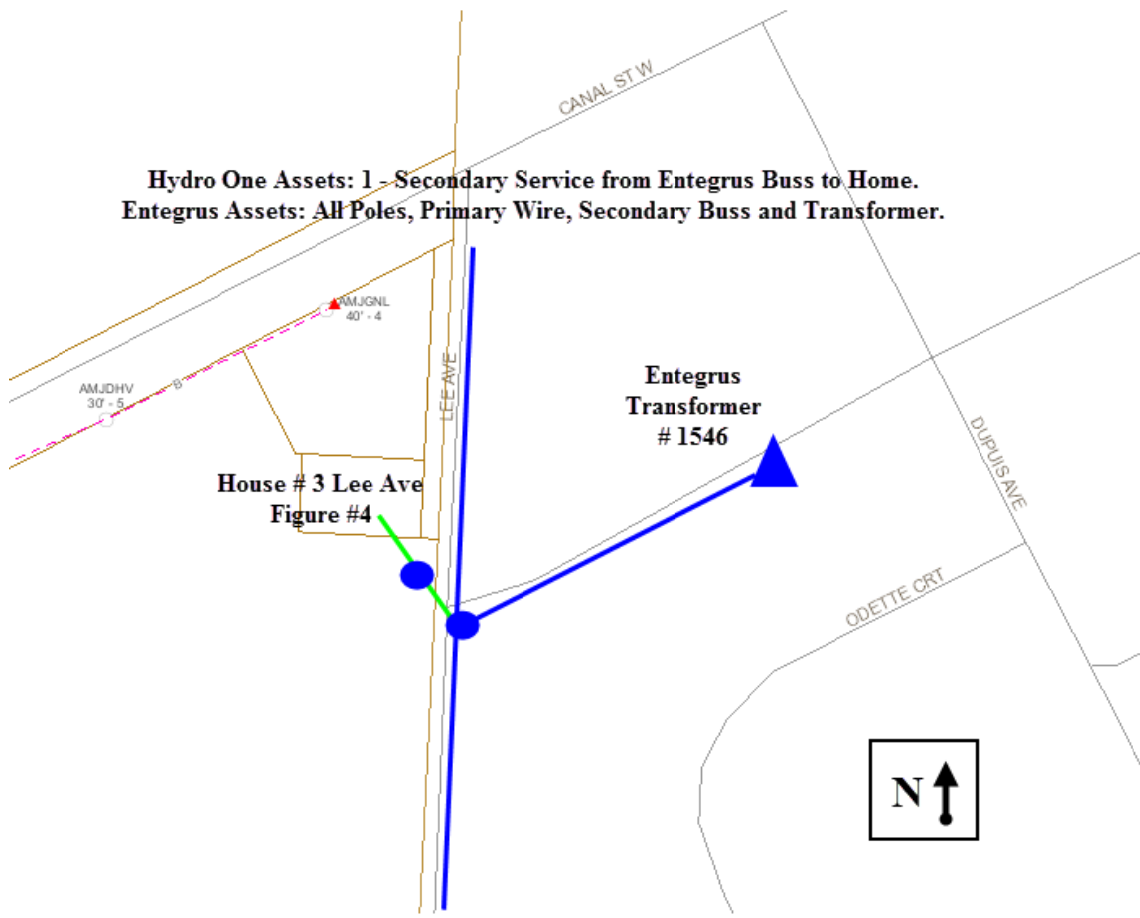 CANAL ST W
Hydro One Assets: 1 - Secondary Service from Entegrus Buss to Home.
Entegrus Assets: All Poles, Primary Wire, Secondary Buss and Transformer.
AMJGNL
40' - 4
B
AMJDHV
30' - 5
LEE AVE
Entegrus
Transformer
# 1546
DUPUIS AVE
House # 3 Lee Ave
Figure #4
ODETTE CRT
N